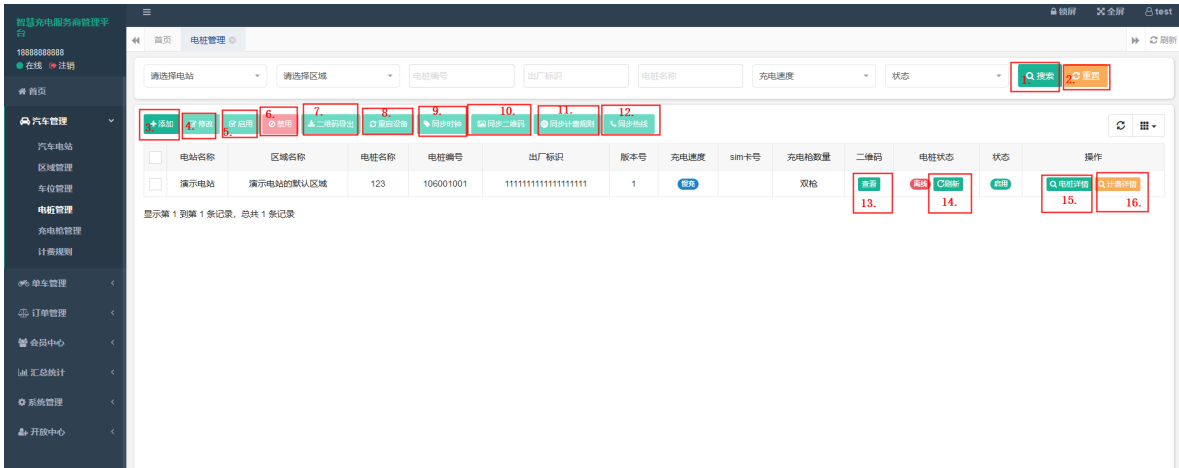 智慧充电服务商管理平台
18888888888
在线 注销
首页
汽车管理
汽车电站
区域管理
车位管理
电桩管理
充电枪管理
计费规则
单车管理
订单管理
会员中心
汇总统计
系统管理
开放中心
锁屏 全屏 test
首页 电桩管理 刷新
请选择电站 请选择区域 电桩编号 出厂标识 电桩名称 充电速度 状态 1. 搜索 2. 重置
3. 添加 4. 修改 5. 启用 6. 禁用 7. 二维码导出 8. 重启设备 9. 同步时钟 10. 同步二维码 11. 同步计费规则 12. 同步热线
电站名称 区域名称 电桩名称 电桩编号 出厂标识 版本号 充电速度 sim卡号 充电枪数量 二维码 电桩状态 状态 操作
演示电站 演示电站的默认区域 123 106001001 1111111111111111111 1 慢充 双枪 查看 离线 刷新 启用 电桩详情 计费详情
13. 14. 15. 16.
显示第 1 到第 1 条记录，总共 1 条记录